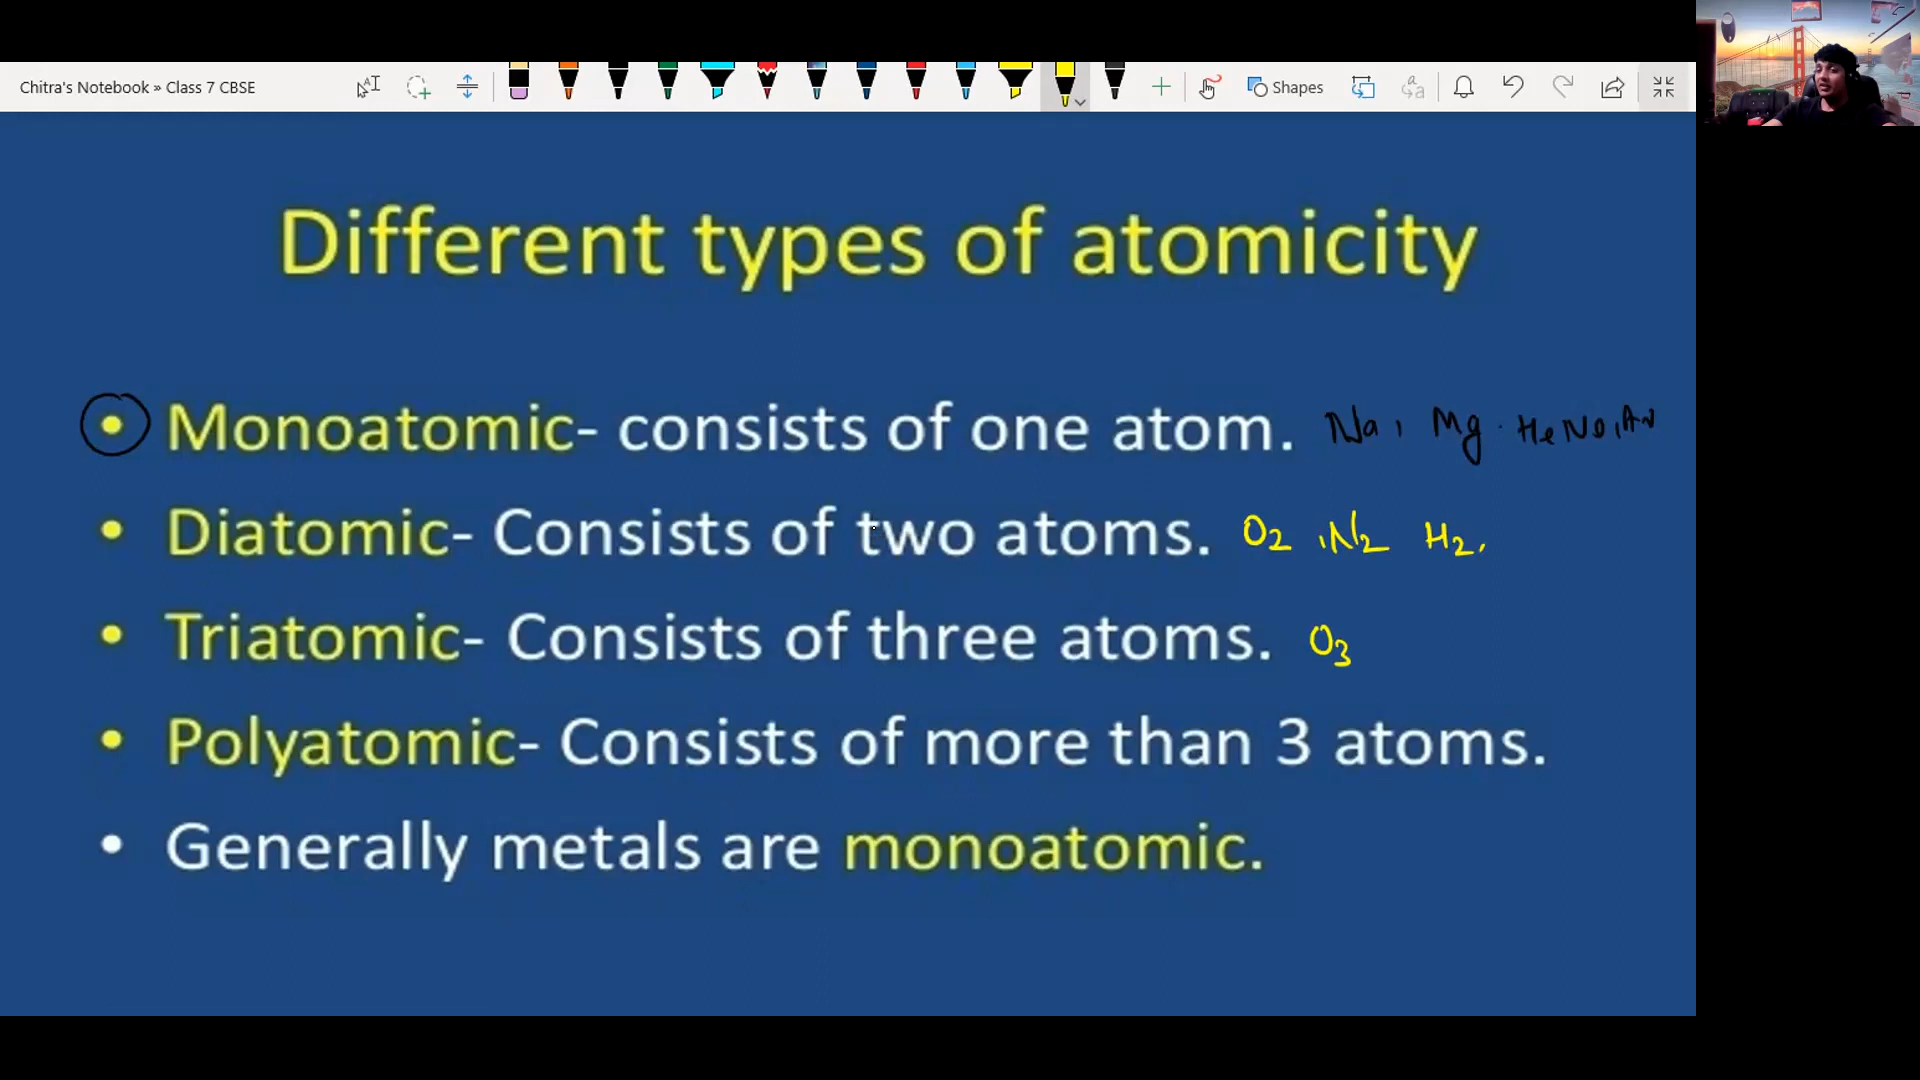 Chitra's Notebook » Class 7 CBSE
Shapes
Different types of atomicity
• Monoatomic- consists of one atom. Na, Mg. He Ne, Ar
• Diatomic- Consists of two atoms. O2, N2 H2,
• Triatomic- Consists of three atoms. O3
• Polyatomic- Consists of more than 3 atoms.
• Generally metals are monoatomic.